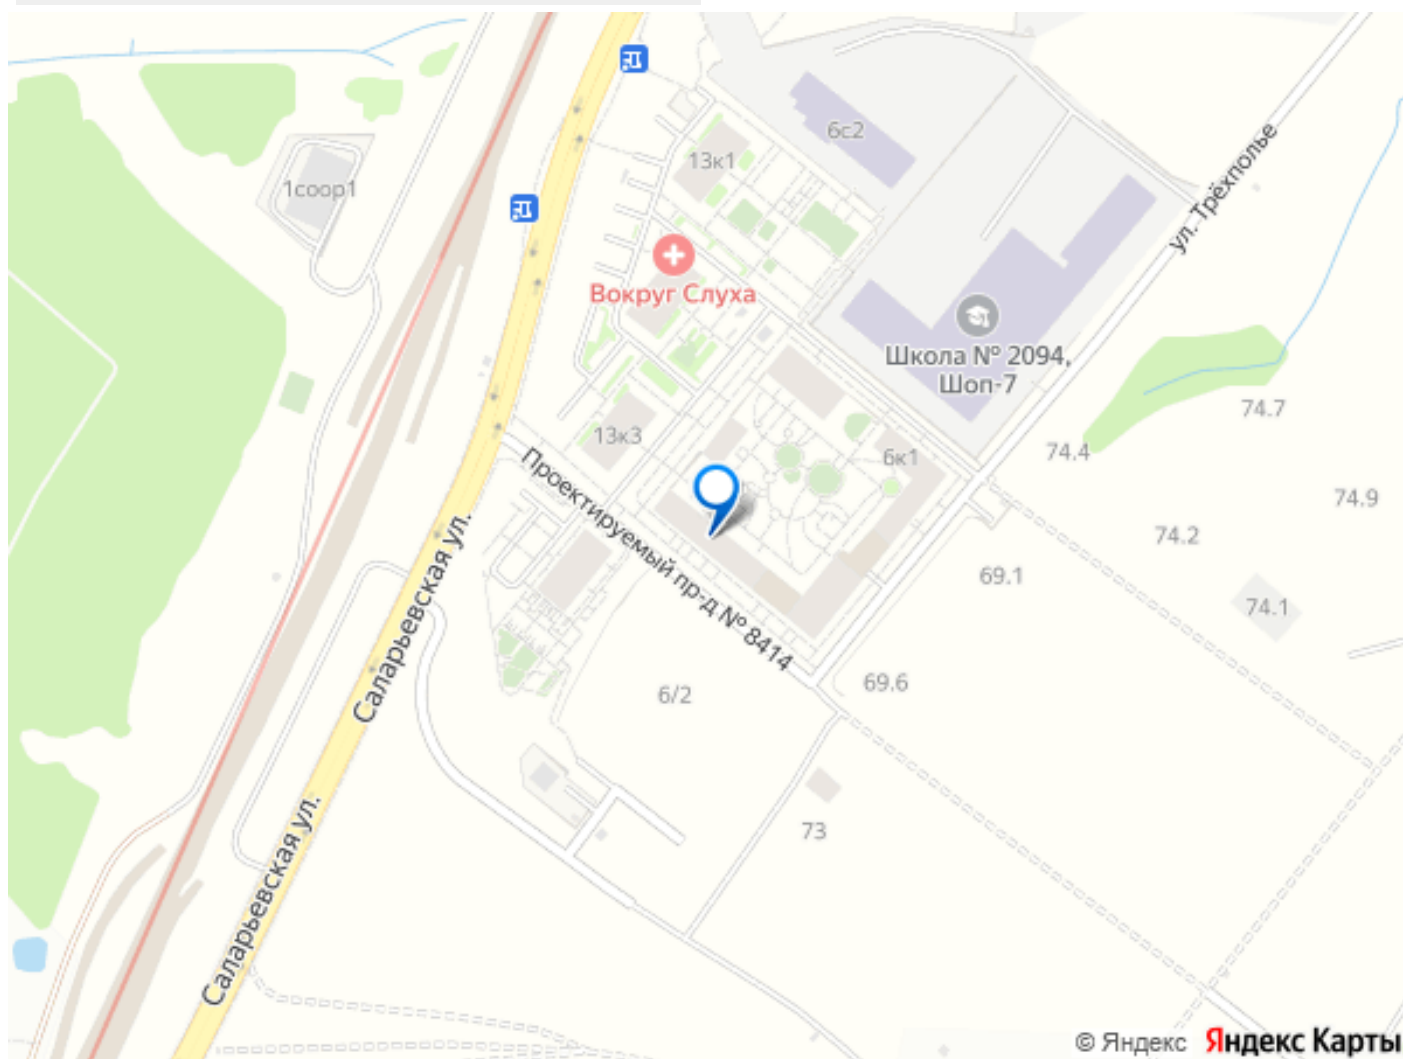 6с2
13к1
1соор1
ул. Трёхполье
Вокруг Слуха
Школа № 2094,
Шоп-7
74.7
13к3
6к1
74.4
74.9
Проектируемый пр-д № 8414
74.2
69.1
74.1
Саларьевская ул.
69.6
6/2
73
Саларьевская ул.
© Яндекс Яндекс Карты